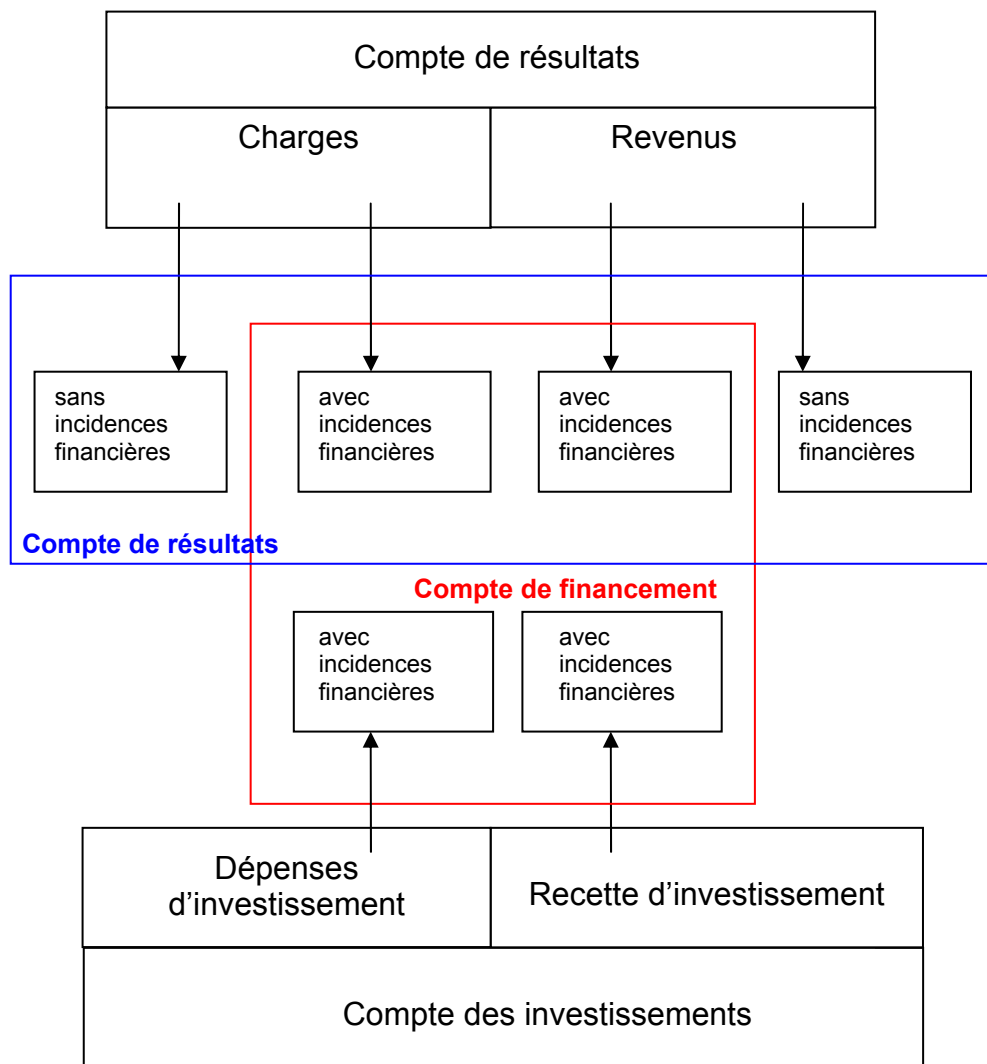 Compte de résultats
Charges
Revenus
sans
incidences
financières
avec
incidences
financières
avec
incidences
financières
sans
incidences
financières
Compte de résultats
Compte de financement
avec
incidences
financières
avec
incidences
financières
Dépenses
d’investissement
Recette d’investissement
Compte des investissements